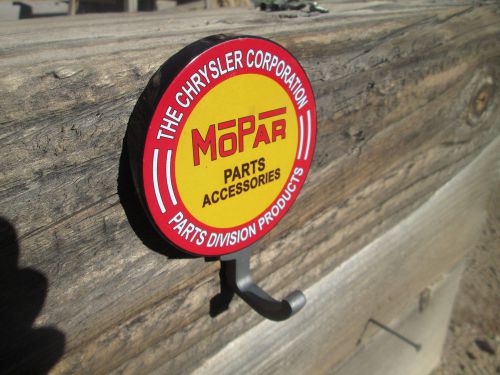 THE CHRYSLER CORPORATION
MOPAR
PARTS
ACCESSORIES
PARTS DIVISION PRODUCTS